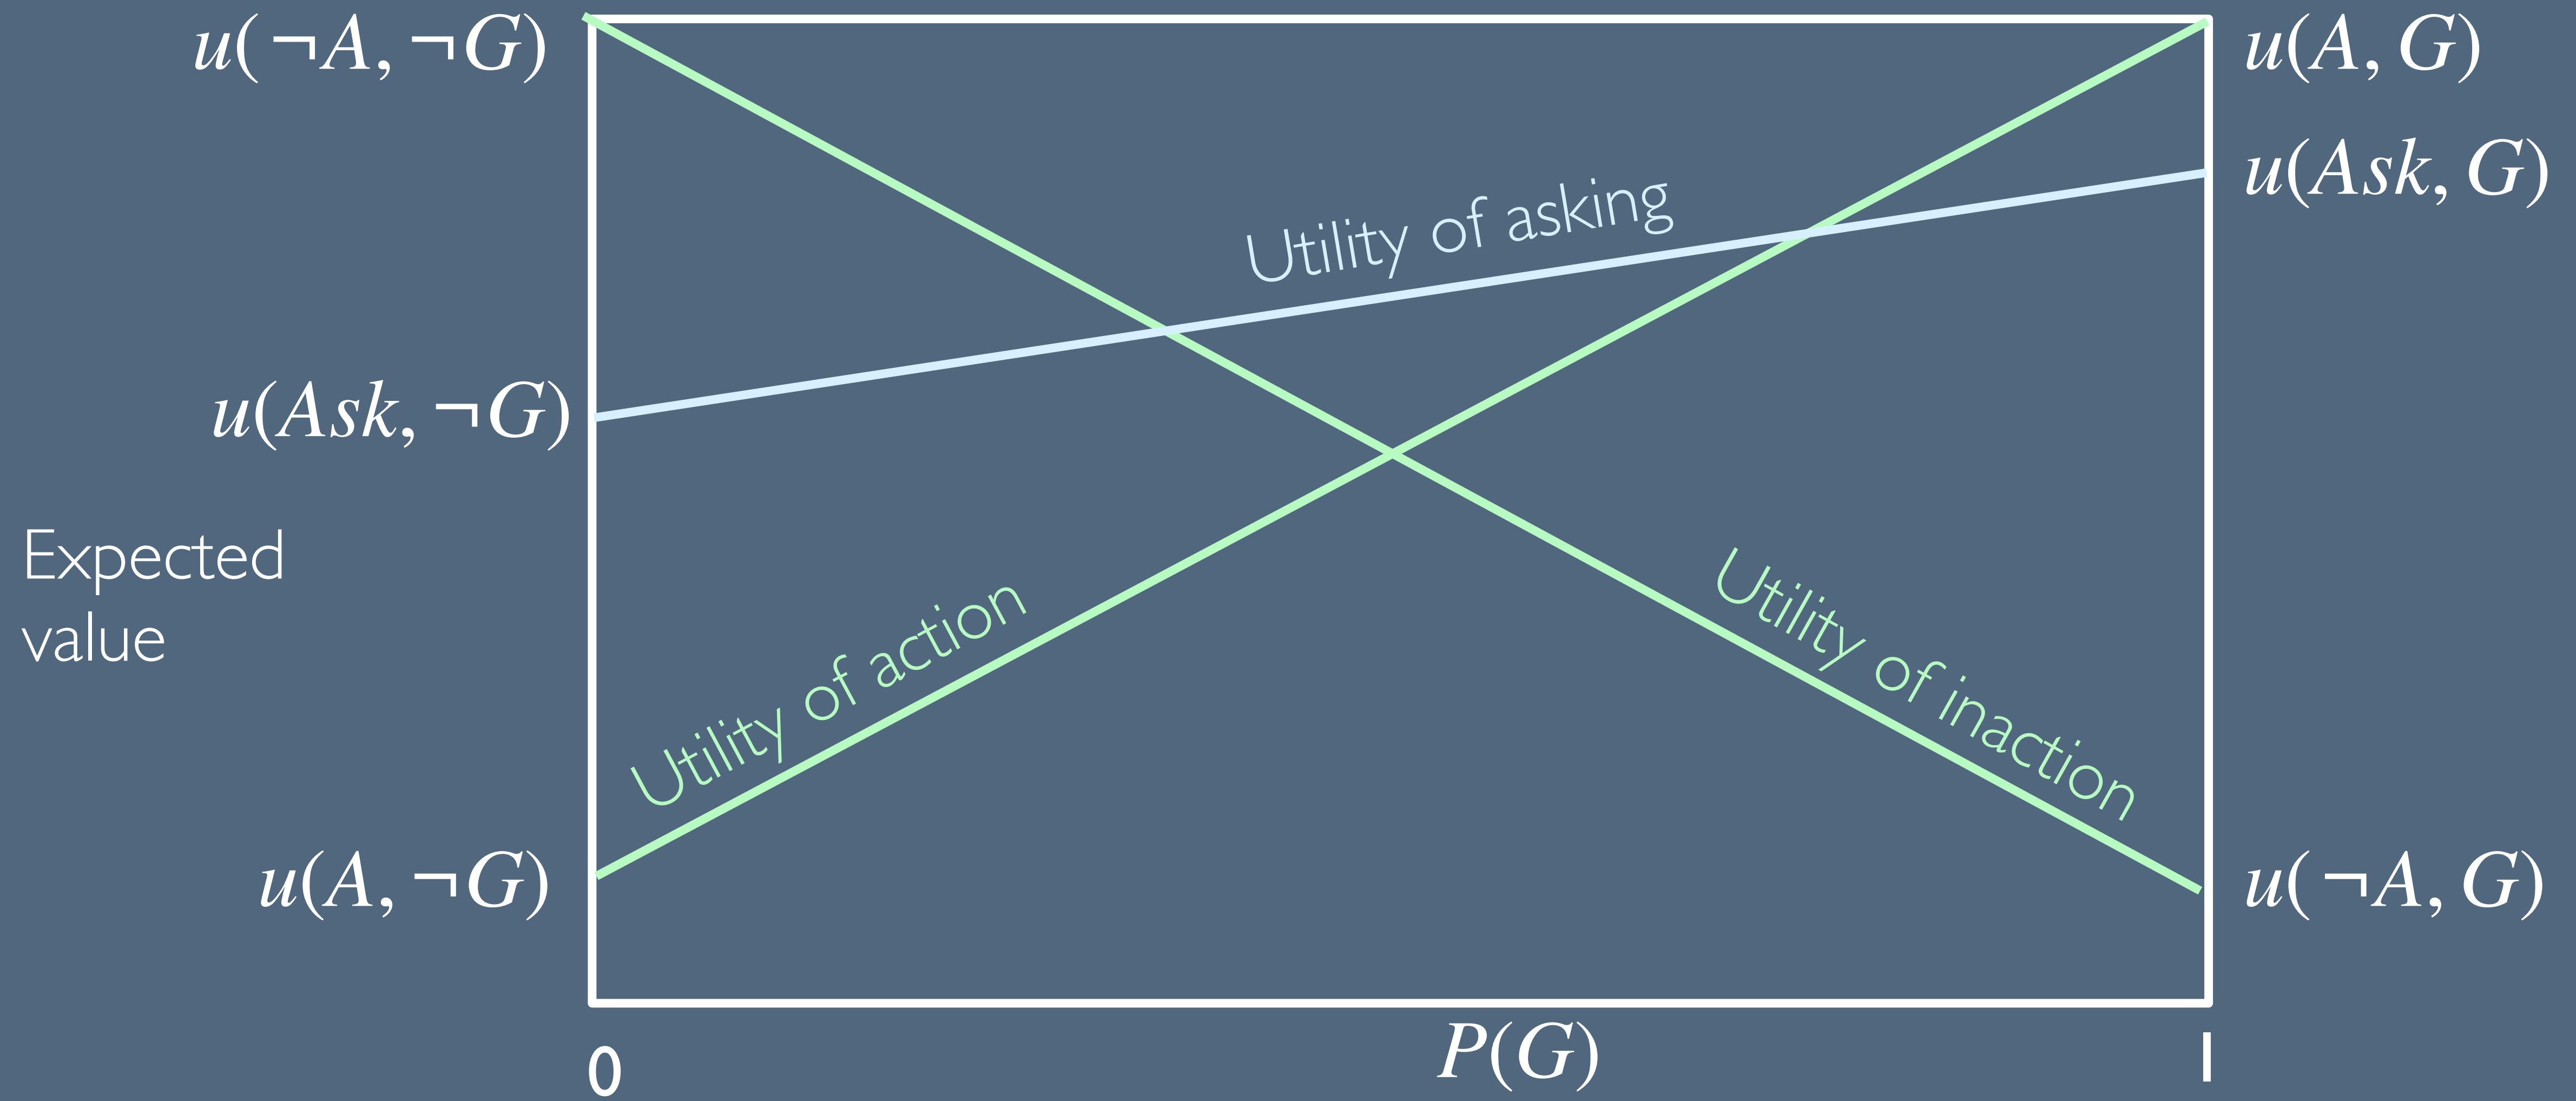 u(¬A, ¬G)
u(A, G)
u(Ask, G)
Utility of asking
u(Ask, ¬G)
Expected
value
Utility of action
Utility of inaction
u(A, ¬G)
u(¬A, G)
P(G)
0
1